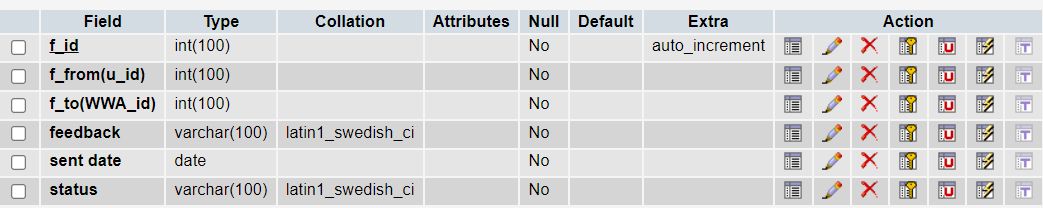 Field Type Collation Attributes Null Default Extra Action
f_id int(100) No auto_increment
f_from(u_id) int(100) No
f_to(WWA_id) int(100) No
feedback varchar(100) latin1_swedish_ci No
sent date date No
status varchar(100) latin1_swedish_ci No